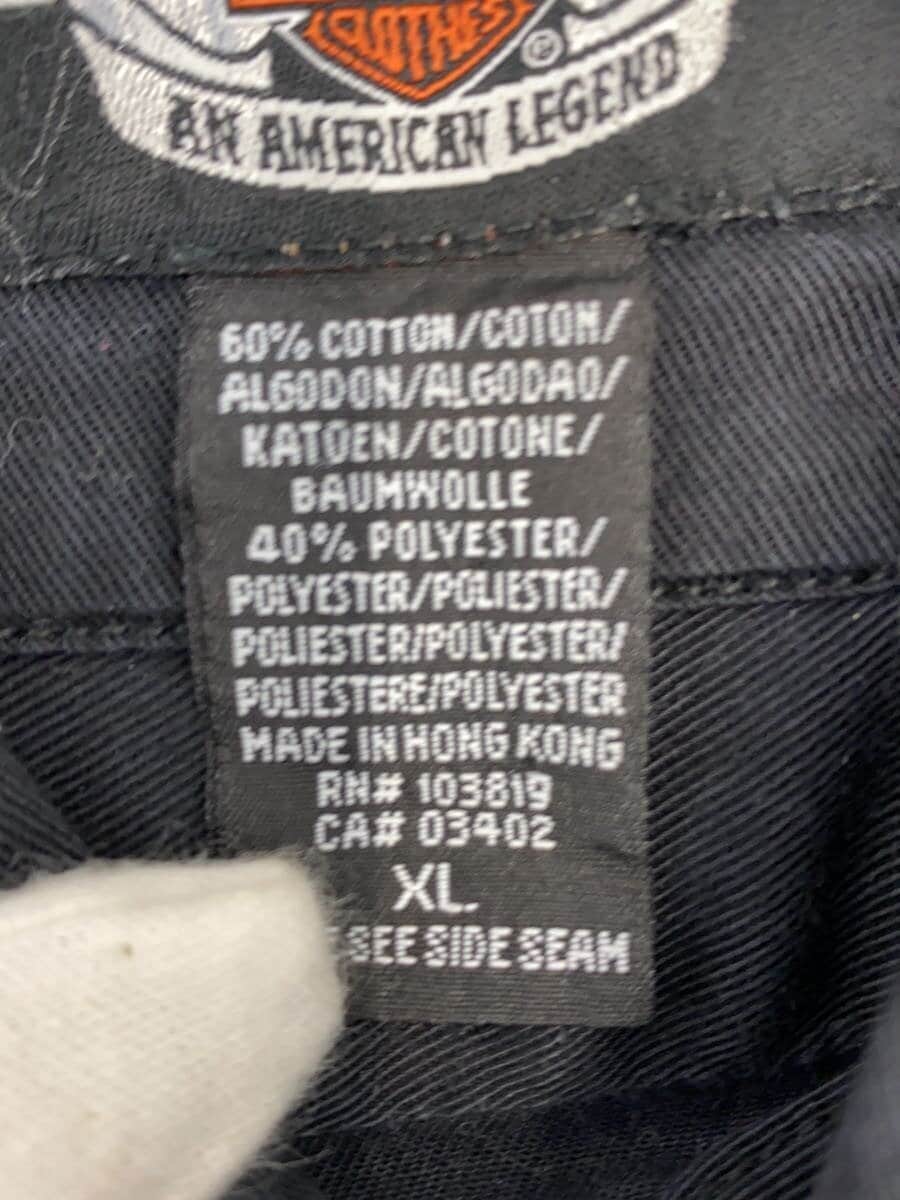 CLOTHES
®
AN AMERICAN LEGEND
60% COTTON/COTON/
ALGODON/ALGODAO/
KATOEN/COTONE/
BAUMWOLLE
40% POLYESTER/
POLYESTER/POLIESTER/
POLIESTER/POLYESTER/
POLIESTERE/POLYESTER
MADE IN HONG KONG
RN# 103819
CA# 03402
XL.
SEE SIDE SEAM